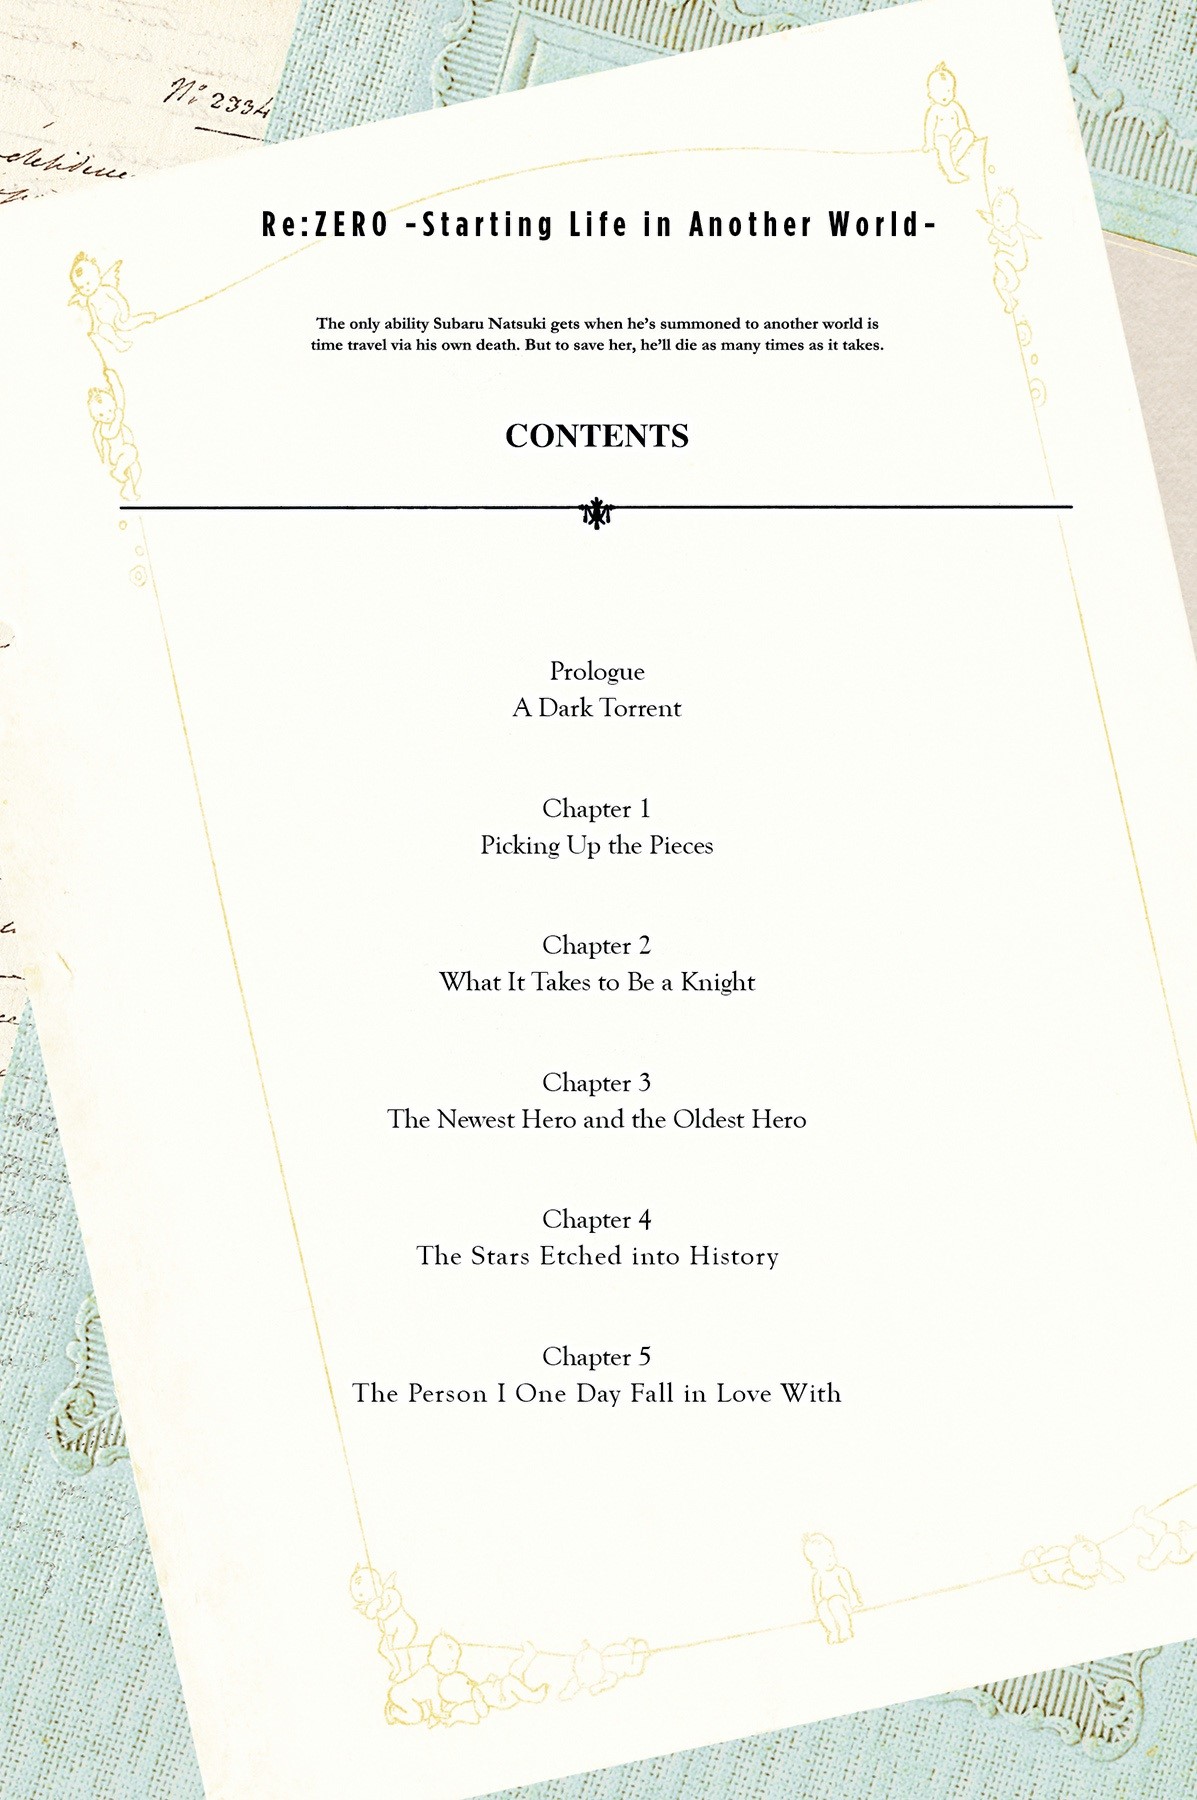 Nº 2334
Re:ZERO -Starting Life in Another World-
The only ability Subaru Natsuki gets when he's summoned to another world is
time travel via his own death. But to save her, he'll die as many times as it takes.
CONTENTS
Prologue
A Dark Torrent
Chapter 1
Picking Up the Pieces
Chapter 2
What It Takes to Be a Knight
Chapter 3
The Newest Hero and the Oldest Hero
Chapter 4
The Stars Etched into History
Chapter 5
The Person I One Day Fall in Love With